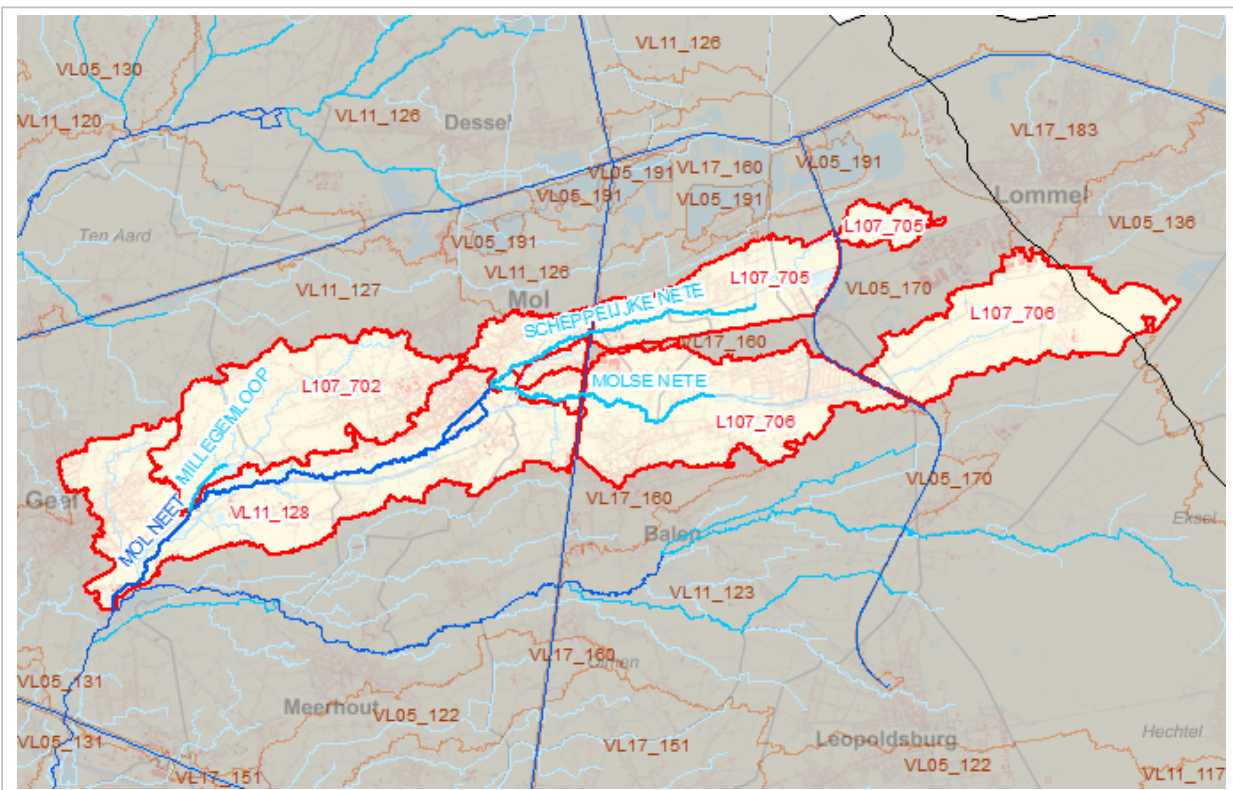 VL11_126
VL05_130
VL11_120
VL11_126
Dessel
VL17_183
VL05_191
VL17_160
VL05_191
VL05_191
VL05_191
Lommel
VL05_136
Ten Aard
VL05_191
L107_705
VL11_126
L107_705
VL11_127
Mol
VL05_170
SCHEPPELIJKE NETE
L107_706
VL17_160
L107_702
MOLSE NETE
L107_706
MILLEGEMLOOP
VL17_160
VL05_170
Geel
VL11_128
MOL NEET
Balen
Eksel
VL11_123
VL17_160
VL05_131
Meerhout
VL05_122
VL05_131
VL17_151
Leopoldsburg
Hechtel
VL05_122
VL17_151
VL11_117